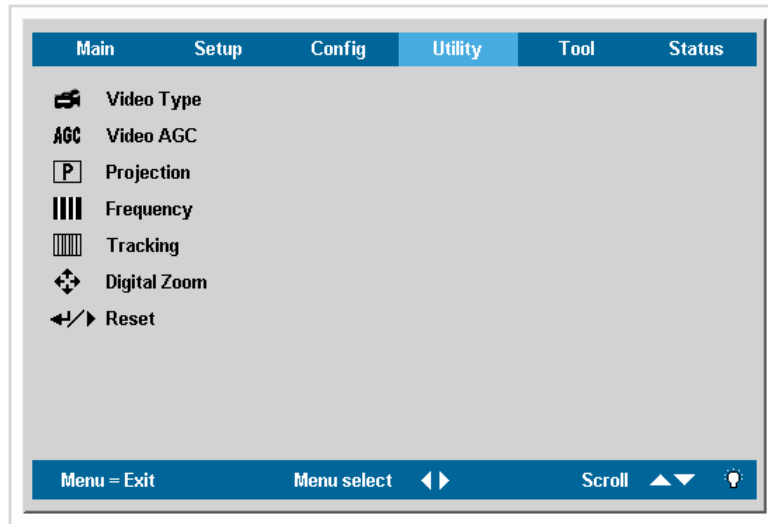 Main Setup Config Utility Tool Status
Video Type
AGC Video AGC
P Projection
Frequency
Tracking
Digital Zoom
Reset
Menu = Exit Menu select Scroll